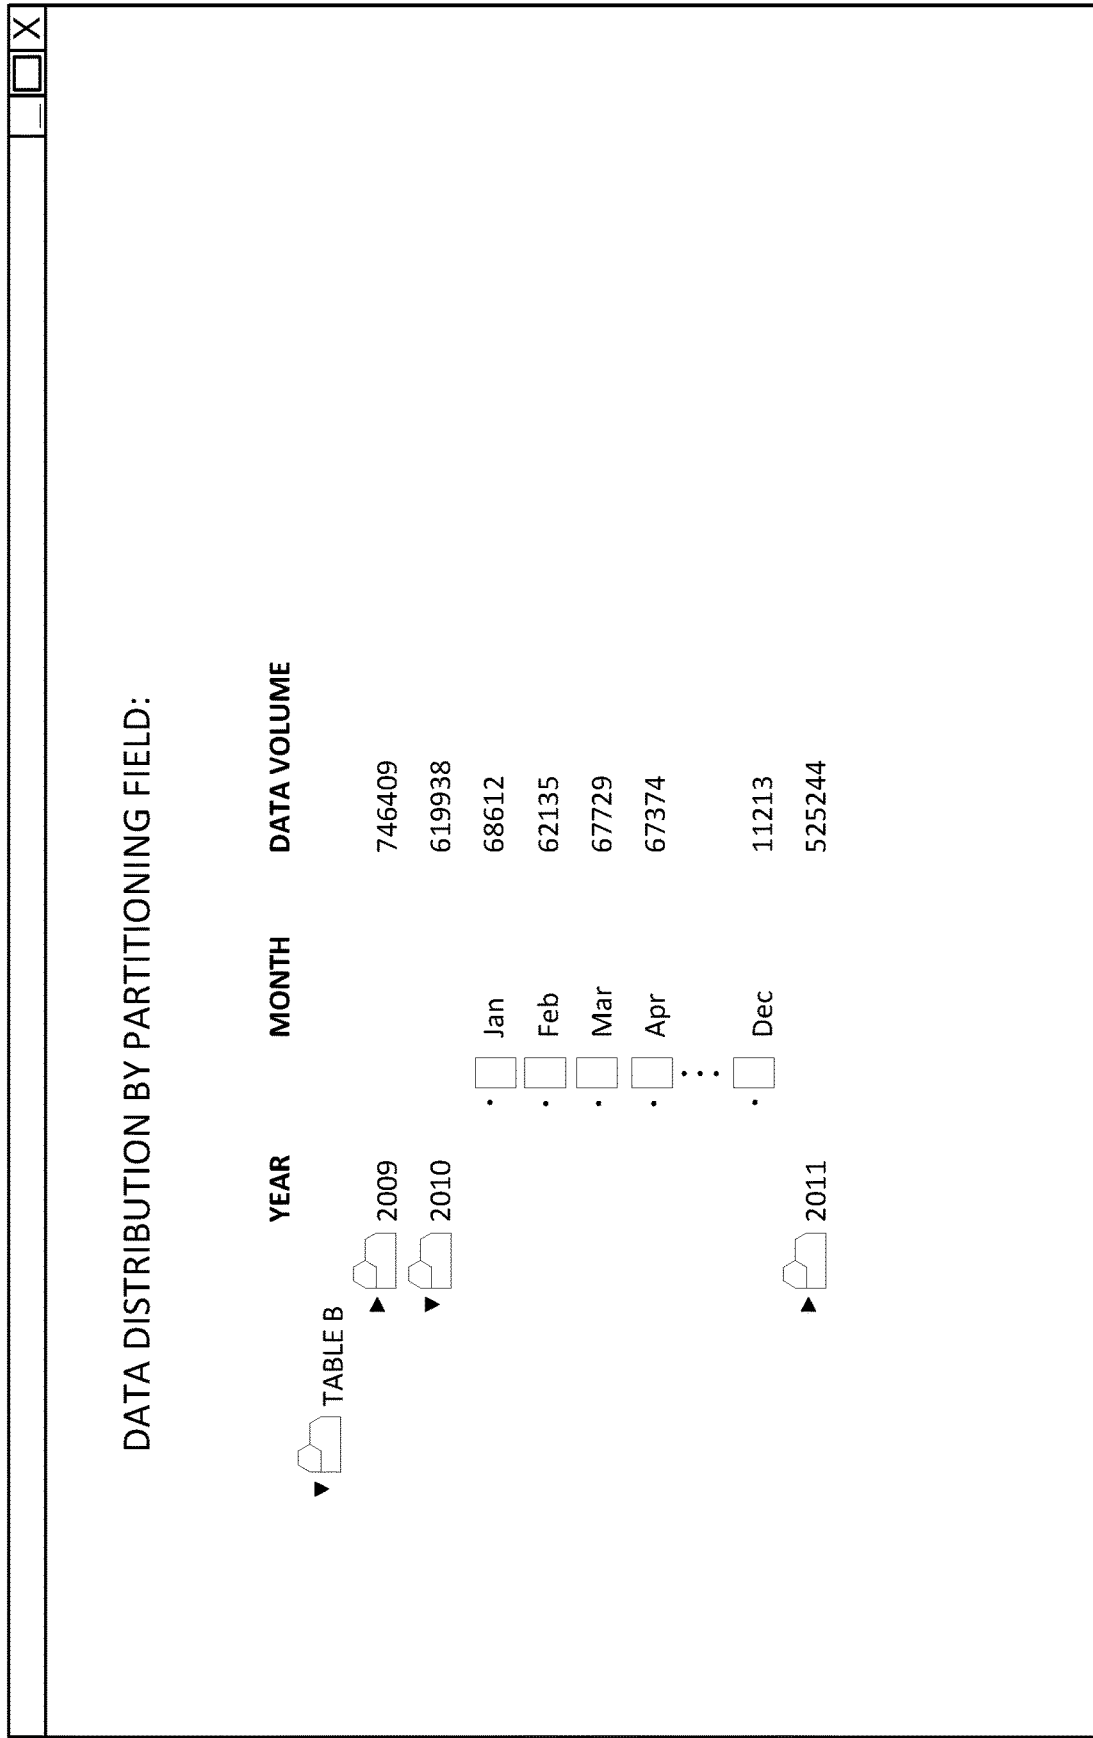 DATA DISTRIBUTION BY PARTITIONING FIELD:
YEAR MONTH DATA VOLUME
TABLE B
2009 746409
2010 619938
Jan 68612
Feb 62135
Mar 67729
Apr 67374
Dec 11213
2011 525244